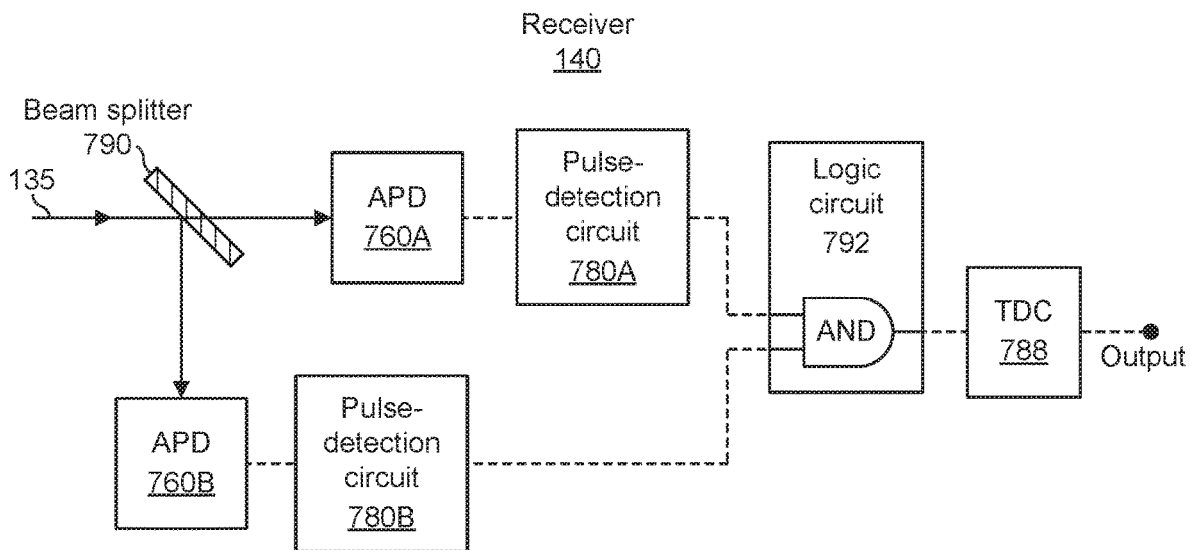 Receiver
140
Beam splitter
790
135
APD
760A
Pulse-
detection
circuit
780A
Logic
circuit
792
AND
TDC
788
Output
APD
760B
Pulse-
detection
circuit
780B